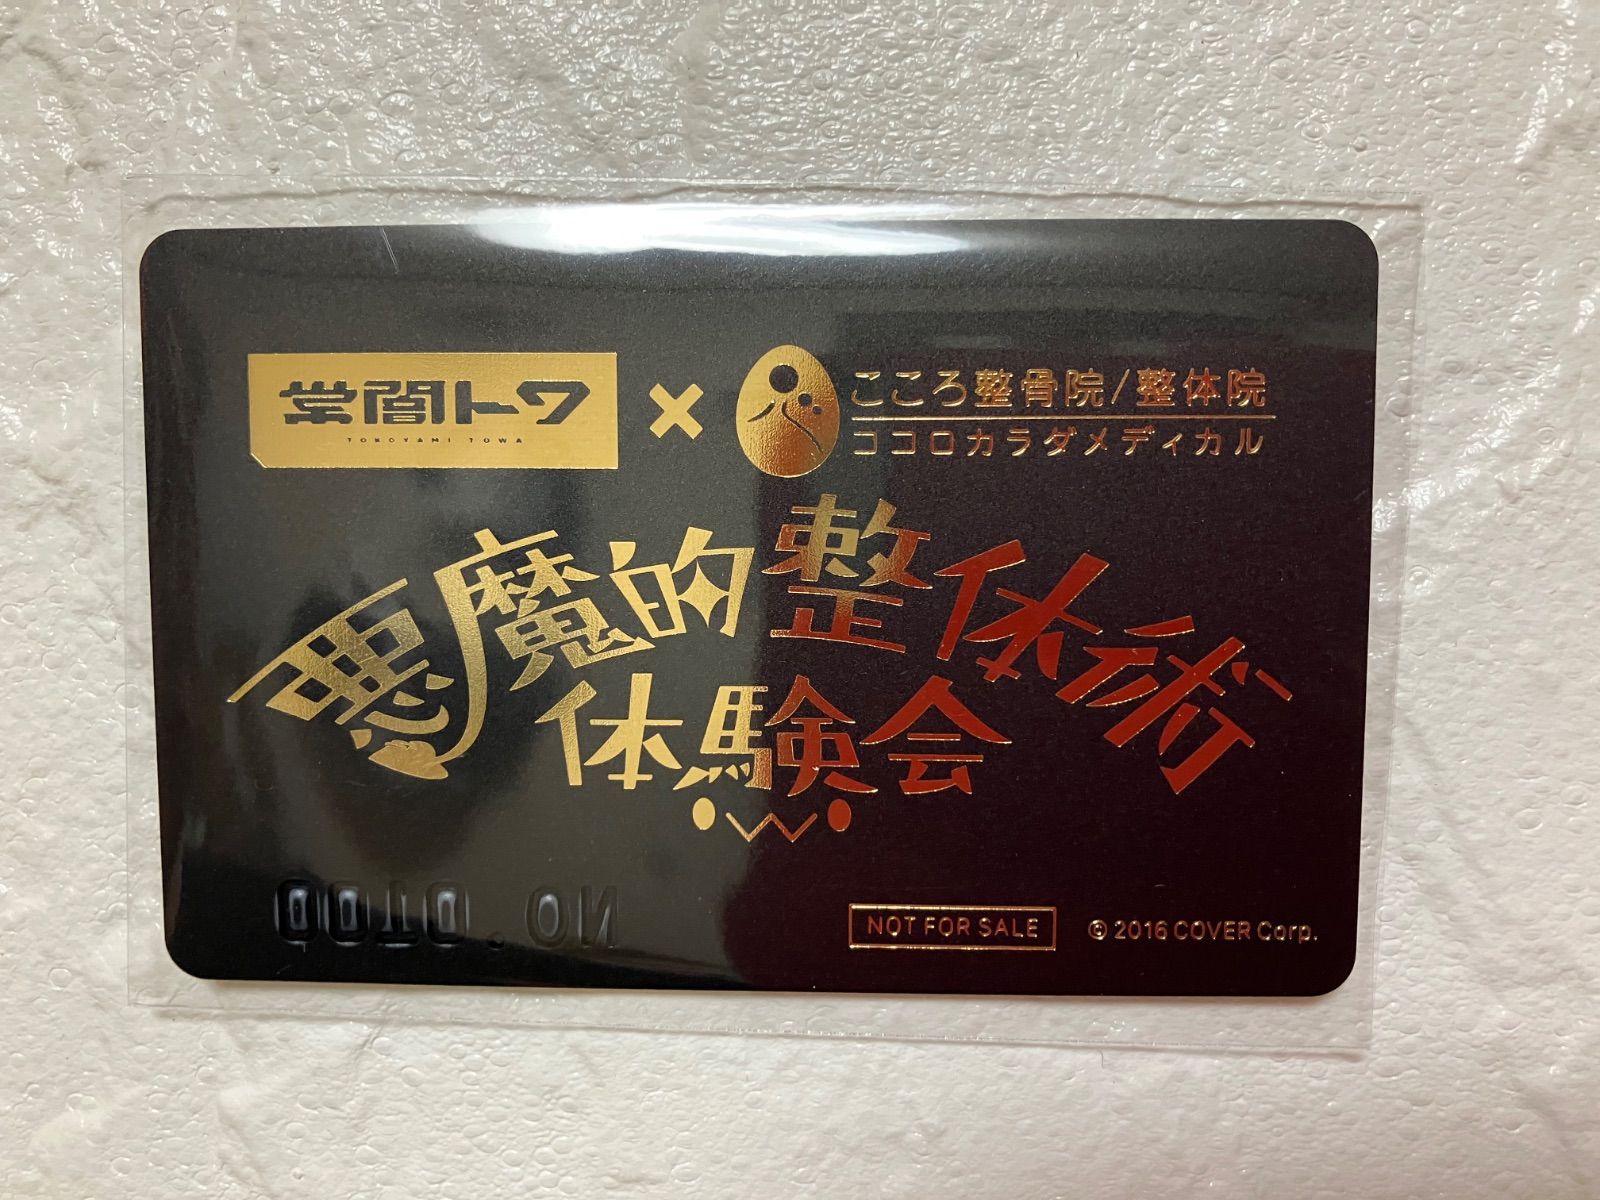 常闇トワ
TOKOYAMI TOWA
×
こころ整骨院/整体院
ココロカラダメディカル
悪魔的整体術
体験会
NOT FOR SALE
© 2016 COVER Corp.